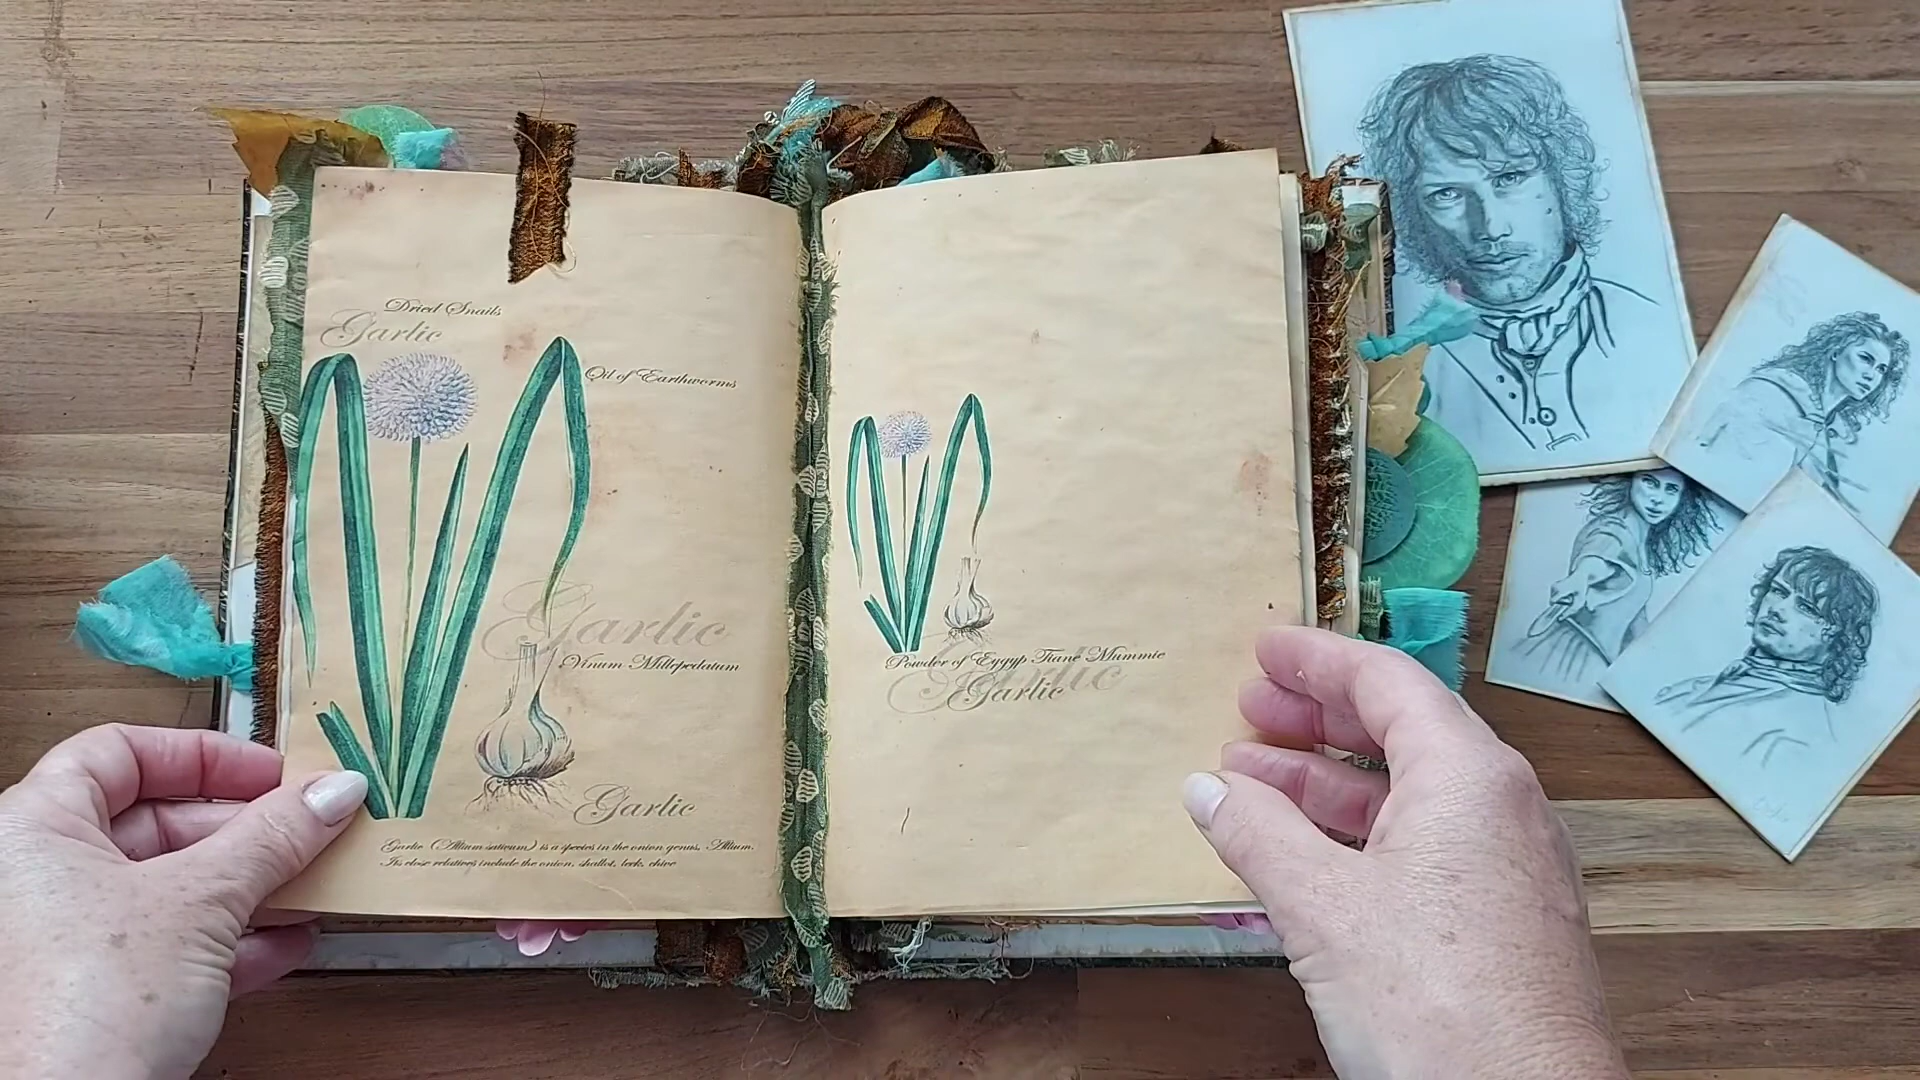 Dried Snails
Garlic
Oil of Earthworms
Garlic
Vinum Millepedatum
Garlic
Garlic (Allium sativum) is a species in the onion genus, Allium.
Its close relatives include the onion, shallot, leek, chive
Powder of Eygyp Tiane Mummie
Garlic
Garlic